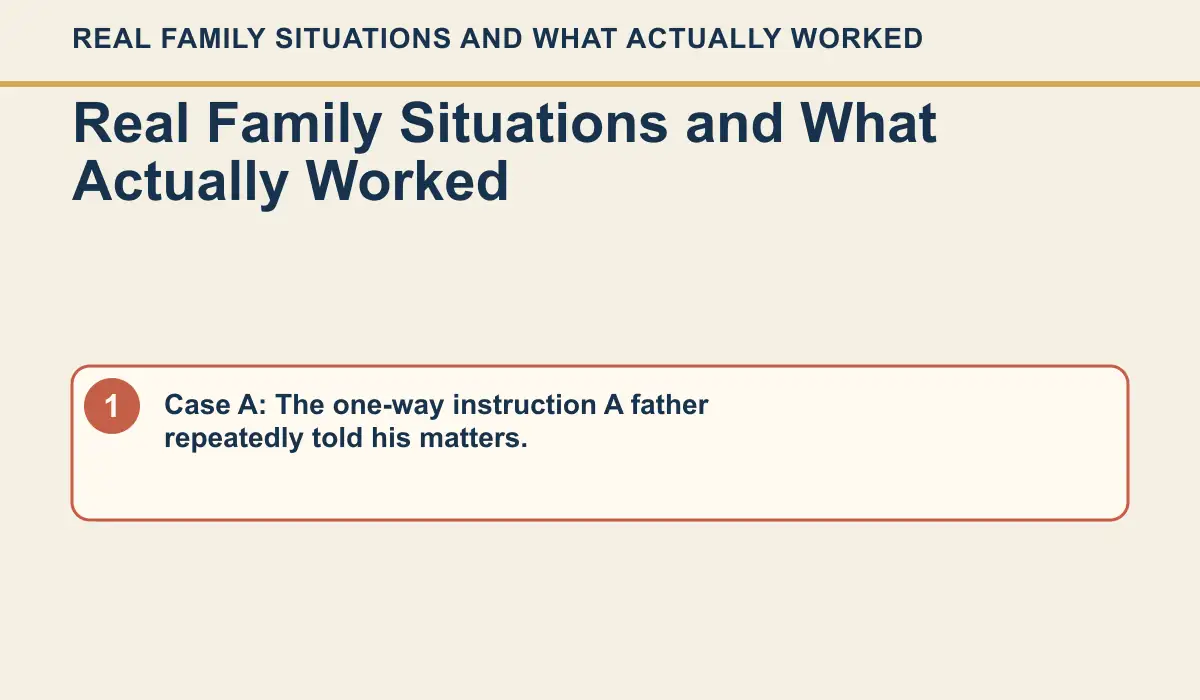 REAL FAMILY SITUATIONS AND WHAT ACTUALLY WORKED
Real Family Situations and What
Actually Worked
1
Case A: The one-way instruction A father
repeatedly told his matters.